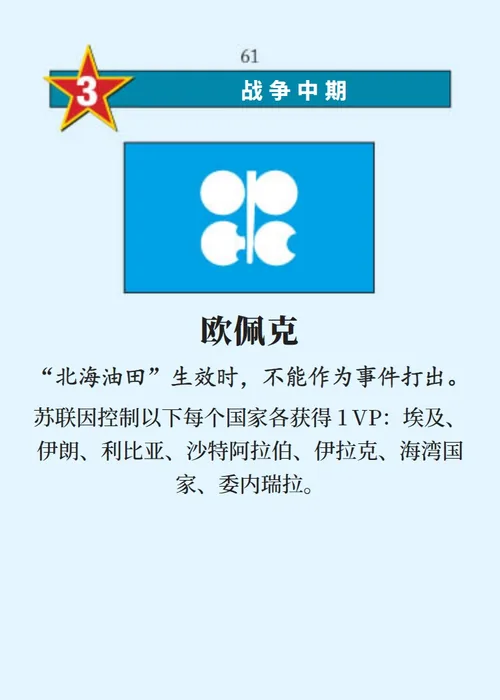 61
3
战争中期
欧佩克
“北海油田”生效时，不能作为事件打出。
苏联因控制以下每个国家各获得 1 VP：埃及、
伊朗、利比亚、沙特阿拉伯、伊拉克、海湾国
家、委内瑞拉。